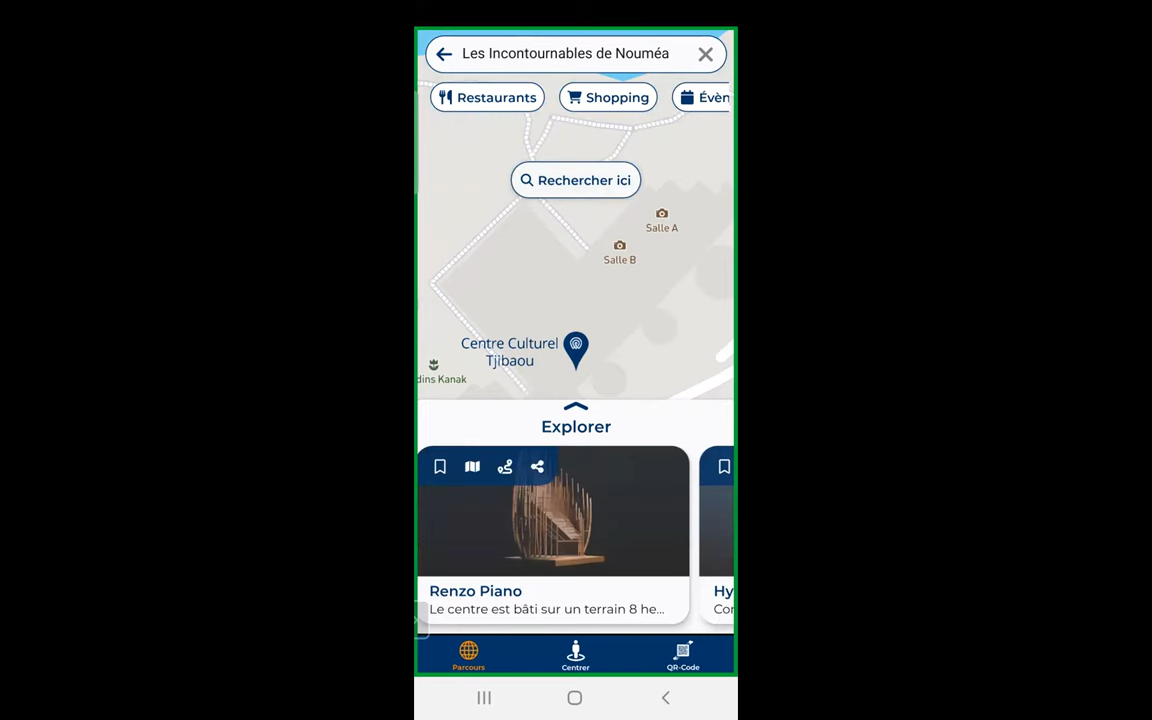 Les Incontournables de Nouméa
Restaurants
Shopping
Évèn
Rechercher ici
Salle A
Salle B
Centre Culturel
Tjibaou
dins Kanak
Explorer
Renzo Piano
Hy
Le centre est bâti sur un terrain 8 he...
Con
Parcours
Centrer
QR-Code